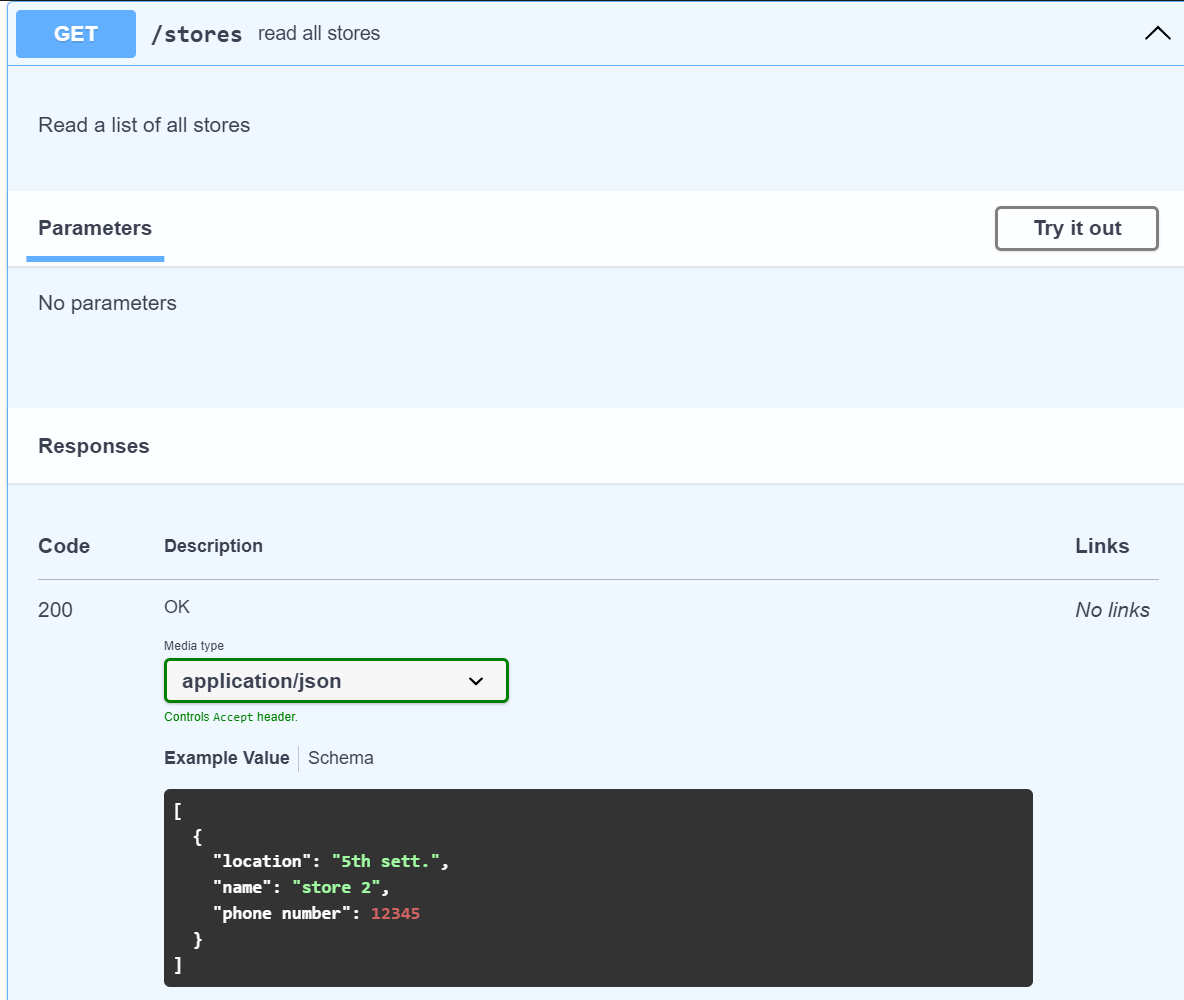 GET /stores read all stores
Read a list of all stores
Parameters Try it out
No parameters
Responses
Code Description Links
200 OK No links
Media type
application/json
Controls Accept header.
Example Value Schema
[
{
"location": "5th sett.",
"name": "store 2",
"phone number": 12345
}
]